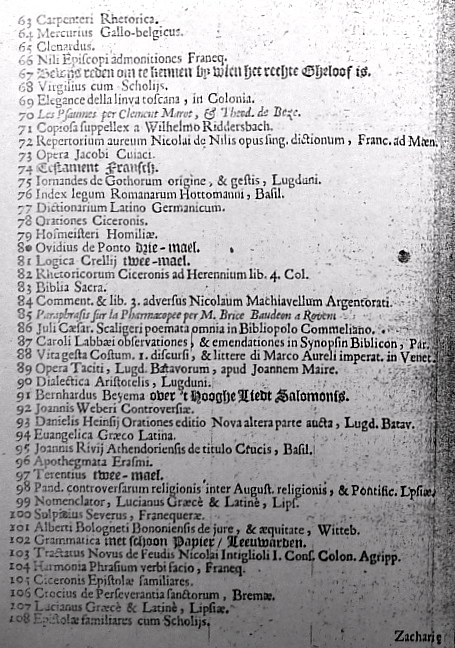 63 Carpenteri Rhetorica.
64 Mercurius Gallo-belgicus.
65 Clenardus.
66 Nili Episcopi admonitiones Franeq.
67 reden om te kennen by wien het rechte Gheloof is.
68 Virgilius cum Scholijs.
69 Elegance della linva toscana, in Colonia.
70 Les Psaumes per Clement Marot, & Theod. de Beze.
71 Copiosa suppellex a Wilhelmo Riddersbach.
72 Repertorium aureum Nicolai de Nilis opus sing. dictionum, Franc. ad Mœn.
73 Opera Jacobi Cuiaci.
74 Testament Fransch.
75 Iornandes de Gothorum origine, & gestis, Lugduni.
76 Index legum Romanarum Hottomanni, Basil.
77 Dictionarium Latino Germanicum.
78 Orationes Ciceronis.
79 Hofmeisteri Homiliæ.
80 Ovidius de Ponto drie-mael.
81 Logica Crellij twee-mael.
82 Rhetoricorum Ciceronis ad Herennium lib. 4. Col.
83 Biblia Sacra.
84 Comment. & lib. 3. adversus Nicolaum Machiavellum Argentorati.
85 Paraphrasis sur la Pharmacopee per M. Brice Bauderon a Roven
86 Juli Cæsar. Scaligeri poemata omnia in Bibliopolo Commeliano.
87 Caroli Labbæi observationes, & emendationes in Synopsin Biblicon, Par.
88 Vita gesta Costum. 1. discursi, & littere di Marco Aureli imperat. in Venet.
89 Opera Taciti, Lugd. Batavorum, apud Joannem Maire.
90 Dialectica Aristotelis, Lugduni.
91 Bernhardus Beyema over 't Hooghe Liedt Salomonis.
92 Joannis Weberi Controversiæ.
93 Danielis Heinsij Orationes editio Nova altera parte aucta, Lugd. Batav.
94 Euangelica Græco Latina.
95 Joannis Rivij Athendoriensis de titulo Crucis, Basil.
96 Apothegmata Erasmi.
97 Terentius twee-mael.
98 Pand. controversarum religionis inter August. religionis, & Pontific. Lpsiæ.
99 Nomenclator, Lucianus Græcè & Latinè, Lips.
100 Sulpitius Severus, Franequeræ.
101 Alberti Bologneti Bononiensis de jure, & æquitate, Witteb.
102 Grammatica met schoon Papier / Leeuwarden.
103 Tractatus Novus de Feudis Nicolai Intiglioli I. Cons. Colon. Agripp.
104 Harmonia Phrasium verbi facio, Franeq.
105 Ciceronis Epistolæ familiares.
106 Crocius de Perseverantia sanctorum, Bremæ.
107 Lucianus Græcè & Latinè, Lipsiæ.
108 Epistolæ familiares cum Scholijs.
Zachariæ